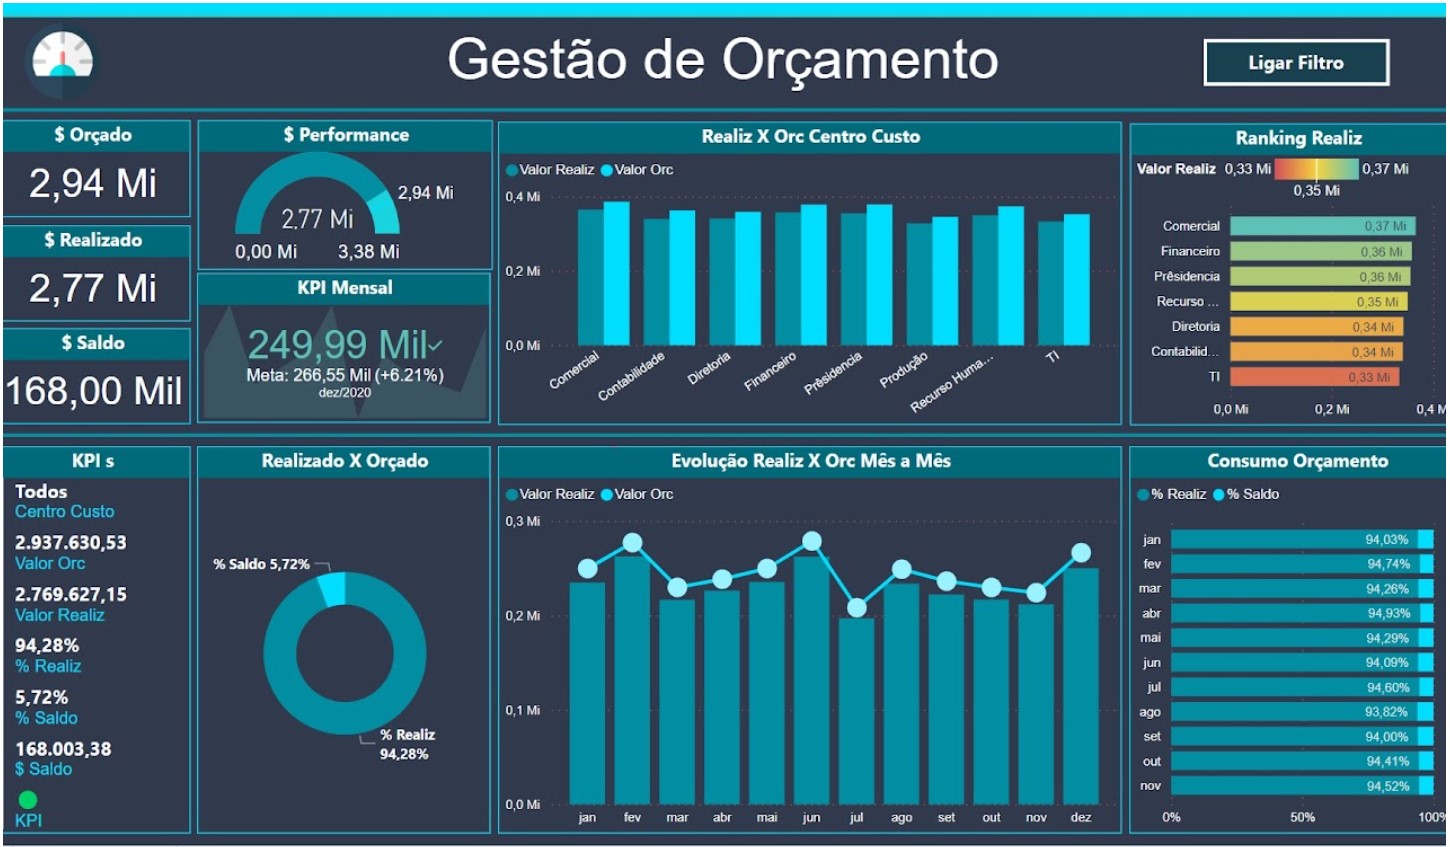 Gestão de Orçamento
Ligar Filtro
$ Orçado
2,94 Mi
$ Realizado
2,77 Mi
$ Saldo
168,00 Mil
$ Performance
2,94 Mi
2,77 Mi
0,00 Mi 3,38 Mi
KPI Mensal
249,99 Mil
Meta: 266,55 Mil (+6.21%)
dez/2020
Realiz X Orc Centro Custo
Valor Realiz Valor Orc
0,4 Mi
0,2 Mi
0,0 Mi
Comercial
Contabilidade
Diretoria
Financeiro
Prêsidencia
Produção
Recurso Huma...
TI
Ranking Realiz
Valor Realiz 0,33 Mi 0,37 Mi
0,35 Mi
Comercial 0,37 Mi
Financeiro 0,36 Mi
Prêsidencia 0,36 Mi
Recurso ... 0,35 Mi
Diretoria 0,34 Mi
Contabilid... 0,34 Mi
TI 0,33 Mi
0,0 Mi 0,2 Mi 0,4 M
KPI s
Todos
Centro Custo
2.937.630,53
Valor Orc
2.769.627,15
Valor Realiz
94,28%
% Realiz
5,72%
% Saldo
168.003,38
$ Saldo
KPI
Realizado X Orçado
% Saldo 5,72%
% Realiz
94,28%
Evolução Realiz X Orc Mês a Mês
Valor Realiz Valor Orc
0,3 Mi
0,2 Mi
0,1 Mi
0,0 Mi
jan fev mar abr mai jun jul ago set out nov dez
Consumo Orçamento
% Realiz % Saldo
jan 94,03%
fev 94,74%
mar 94,26%
abr 94,93%
mai 94,29%
jun 94,09%
jul 94,60%
ago 93,82%
set 94,00%
out 94,41%
nov 94,52%
0% 50% 100%